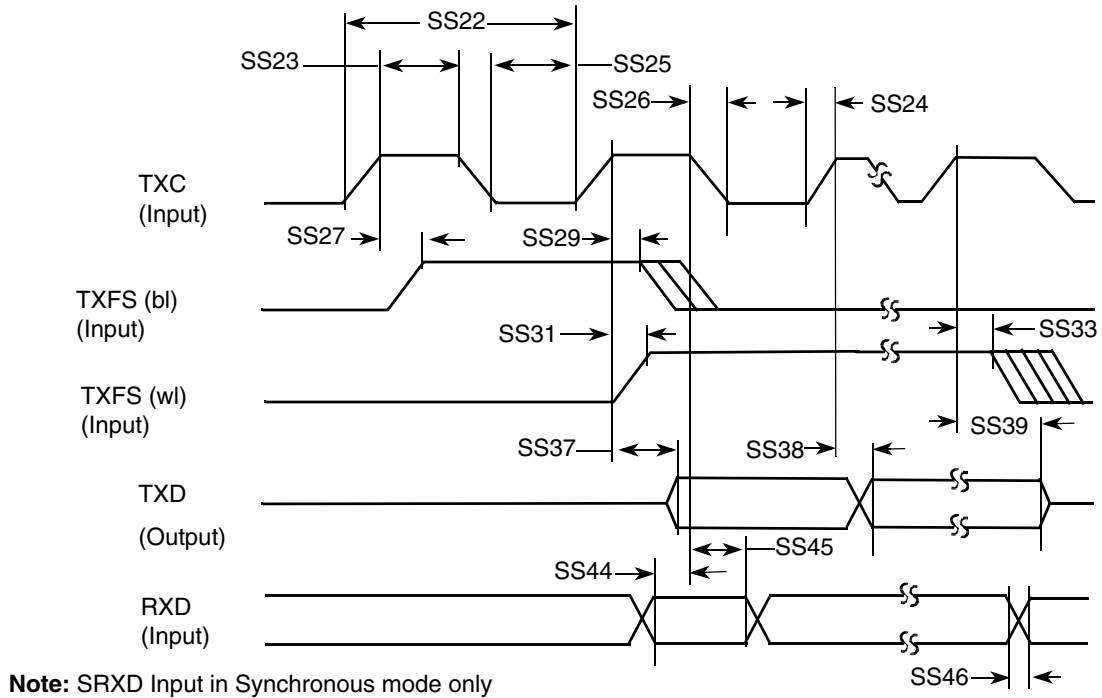 SS22
SS23
SS25
SS26
SS24
TXC
(Input)
SS27
SS29
TXFS (bl)
(Input)
SS31
SS33
TXFS (wl)
(Input)
SS39
SS37
SS38
TXD
(Output)
SS45
SS44
RXD
(Input)
SS46
Note: SRXD Input in Synchronous mode only